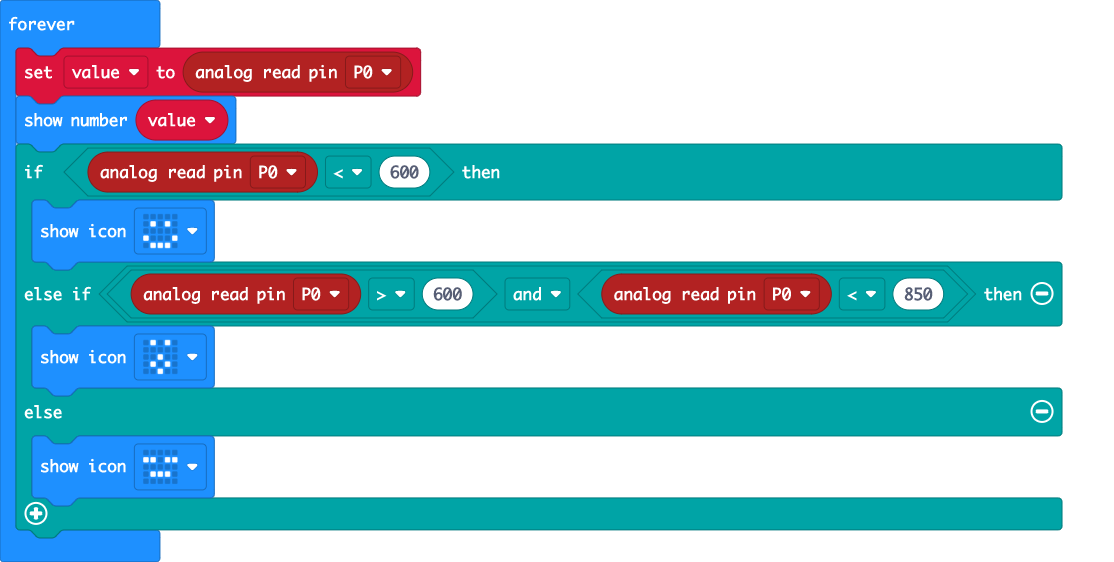 forever
set value to analog read pin P0
show number value
if analog read pin P0 < 600 then
show icon
else if analog read pin P0 > 600 and analog read pin P0 < 850 then
show icon
else
show icon